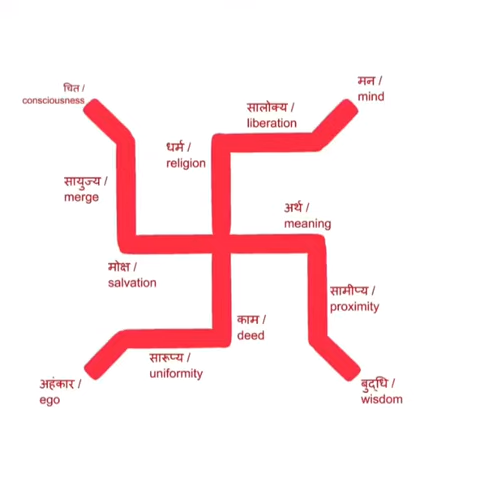 चित /
consciousness
मन /
mind
सालोक्य /
liberation
धर्म /
religion
सायुज्य /
merge
अर्थ /
meaning
मोक्ष /
salvation
सामीप्य /
proximity
काम /
deed
सारूप्य /
uniformity
अहंकार /
ego
बुद्धि /
wisdom